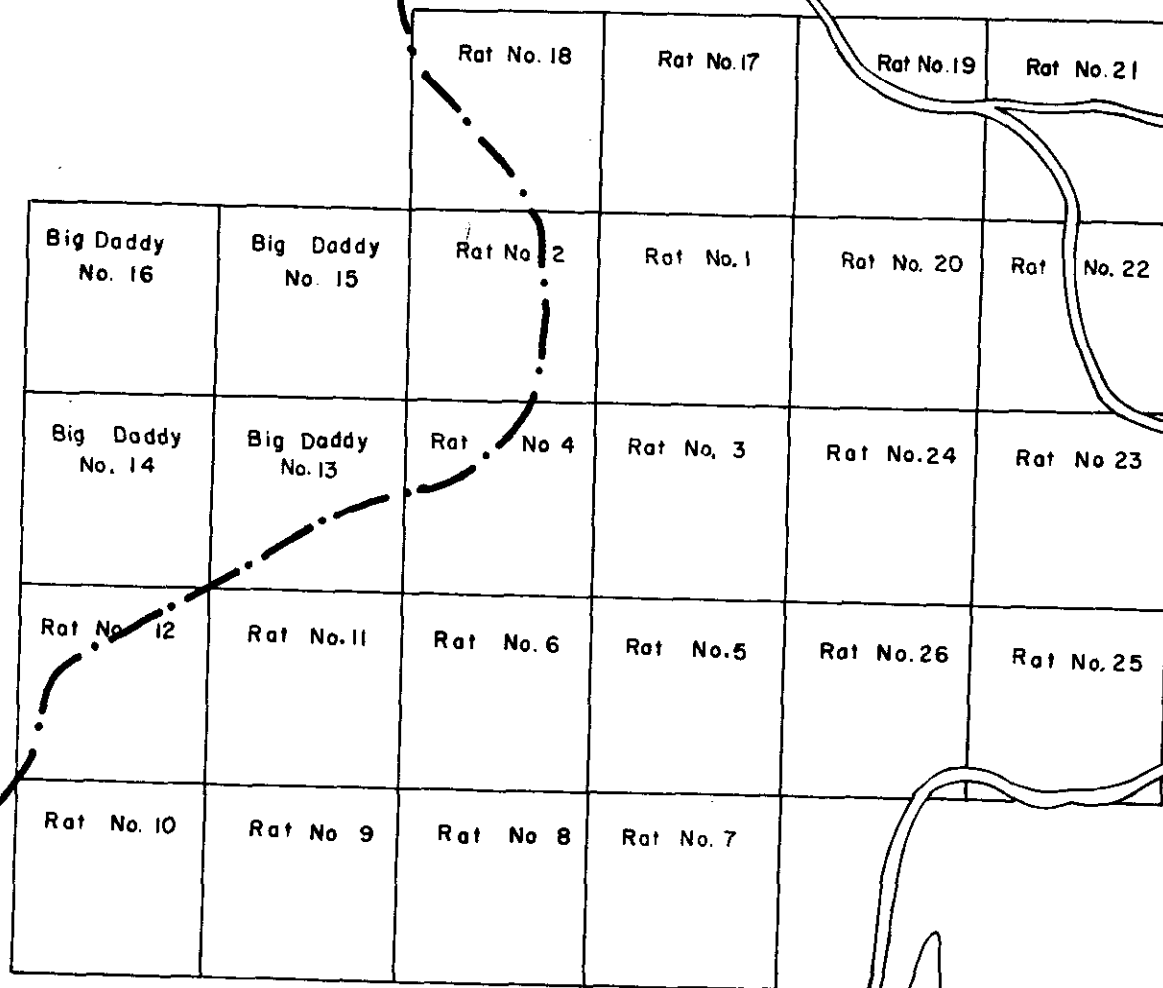 Rat No. 18
Rat No. 17
Rat No. 19
Rat No. 21
Big Daddy
No. 16
Big Daddy
No. 15
Rat No 2
Rat No. 1
Rat No. 20
Rat No. 22
Big Daddy
No. 14
Big Daddy
No. 13
Rat No 4
Rat No. 3
Rat No. 24
Rat No 23
Rat No 12
Rat No. 11
Rat No. 6
Rat No. 5
Rat No. 26
Rat No. 25
Rat No. 10
Rat No 9
Rat No 8
Rat No. 7